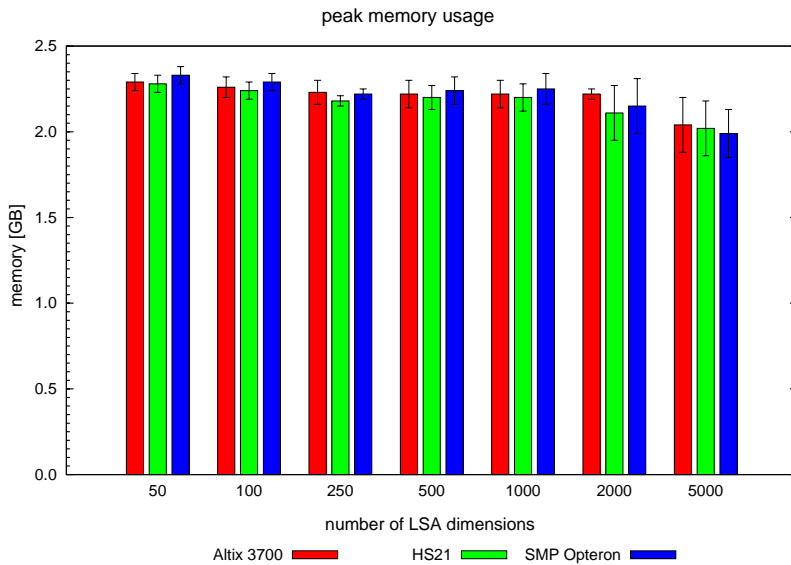 peak memory usage
2.5
2.0
1.5
1.0
0.5
0.0
memory [GB]
50 100 250 500 1000 2000 5000
number of LSA dimensions
Altix 3700 HS21 SMP Opteron